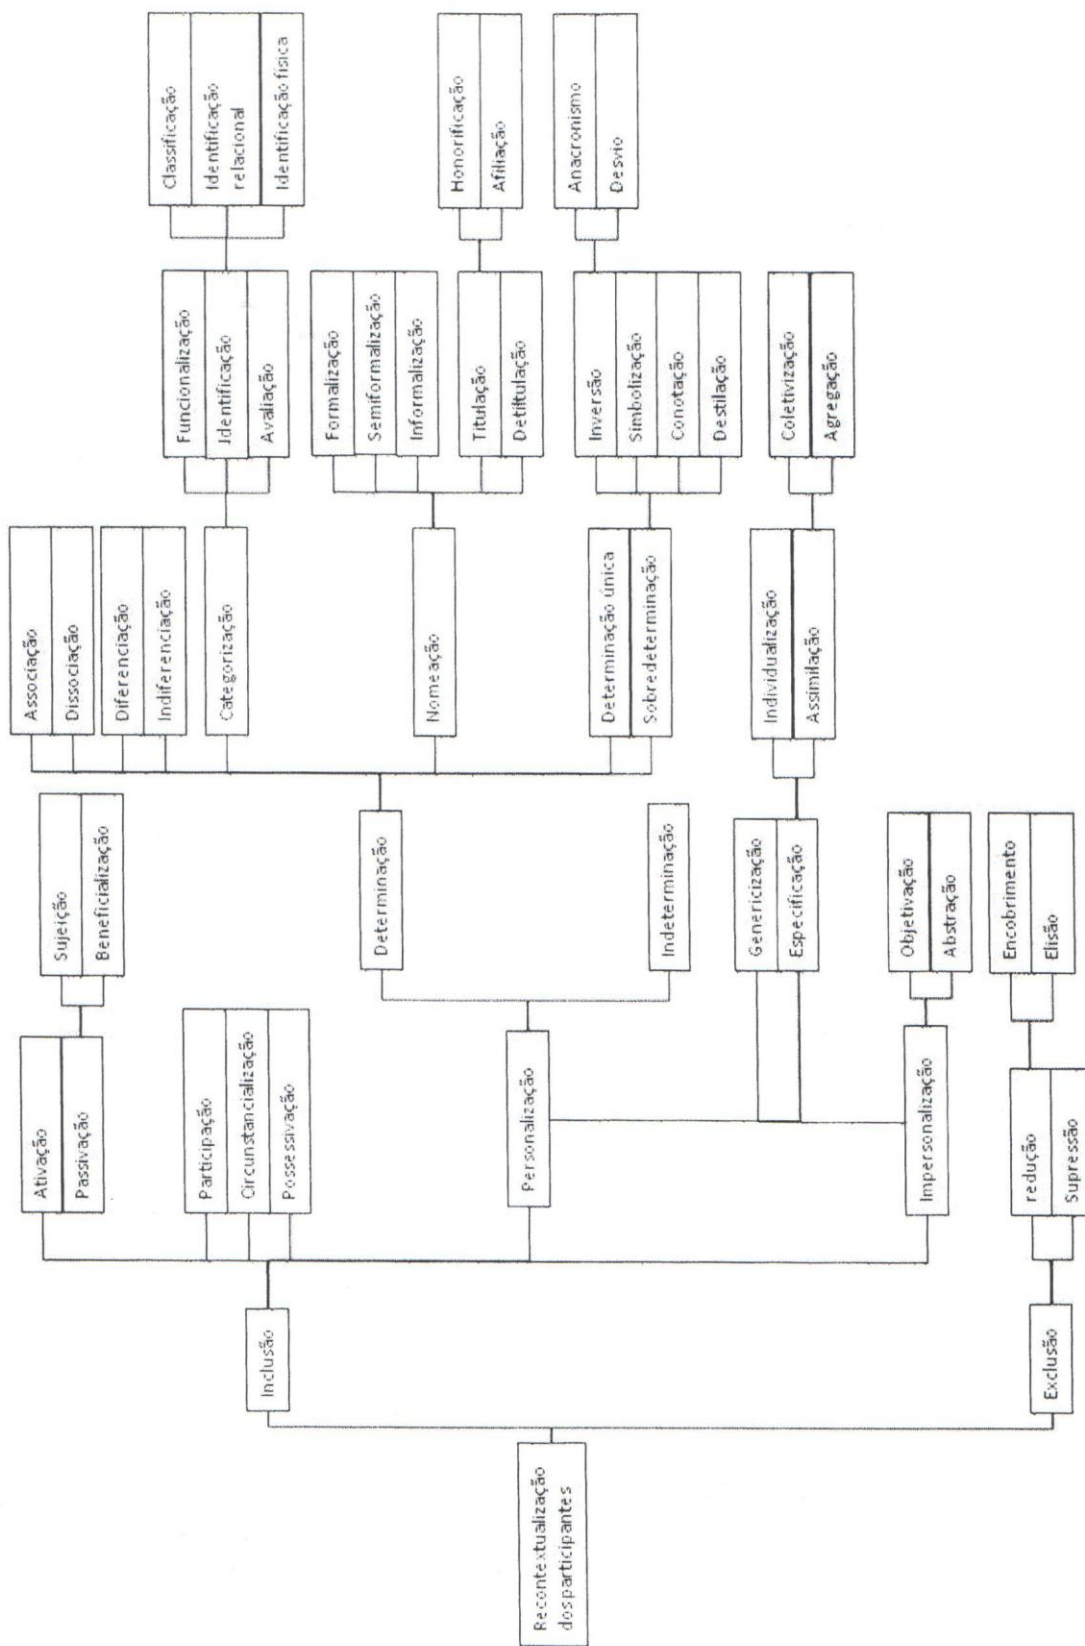 Recontextualização
dos participantes
Inclusão
Exclusão
Ativação
Passivação
Participação
Circunstancialização
Possessivação
Personalização
Impersonalização
redução
Supressão
Sujeição
Beneficialização
Determinação
Indeterminação
Genericização
Especificação
Objetivação
Abstração
Encobrimento
Elisão
Associação
Dissociação
Diferenciação
Indiferenciação
Categorização
Nomeação
Determinação única
Sobredeterminação
Individualização
Assimilação
Funcionalização
Identificação
Avaliação
Formalização
Semiformalização
Informalização
Titulação
Detiltulação
Inversão
Simbolização
Conotação
Destilação
Coletivização
Agregação
Classificação
Identificação
relacional
Identificação física
Honorificação
Afiliação
Anacronismo
Desvio